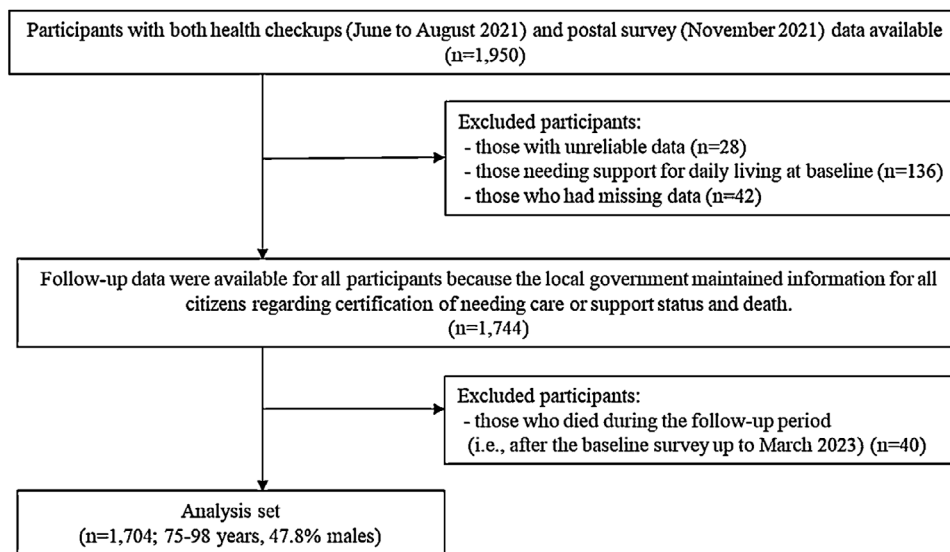 Participants with both health checkups (June to August 2021) and postal survey (November 2021) data available
(n=1,950)
Excluded participants:
- those with unreliable data (n=28)
- those needing support for daily living at baseline (n=136)
- those who had missing data (n=42)
Follow-up data were available for all participants because the local government maintained information for all
citizens regarding certification of needing care or support status and death.
(n=1,744)
Excluded participants:
- those who died during the follow-up period
(i.e., after the baseline survey up to March 2023) (n=40)
Analysis set
(n=1,704; 75-98 years, 47.8% males)